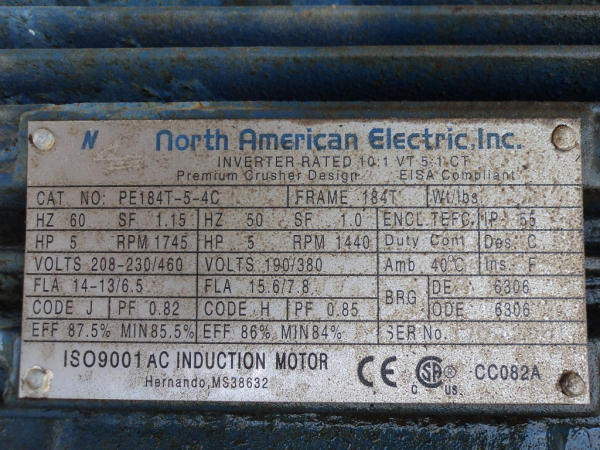 N North American Electric, Inc.
INVERTER RATED 10:1 VT 5:1 CT
Premium Crusher Design EISA Compliant
CAT NO: PE184T-5-4C FRAME 184T Wt/lbs
HZ 60 SF 1.15 HZ 50 SF 1.0 ENCL TEFC IP 55
HP 5 RPM 1745 HP 5 RPM 1440 Duty Cont Des. C
VOLTS 208-230/460 VOLTS 190/380 Amb 40°C Ins. F
FLA 14-13/6.5 FLA 15.6/7.8 BRG DE 6306
CODE J PF 0.82 CODE H PF 0.85 ODE 6306
EFF 87.5% MIN85.5% EFF 86% MIN84% SER No.
ISO9001 AC INDUCTION MOTOR CE C SA US CC082A
Hernando, MS38632